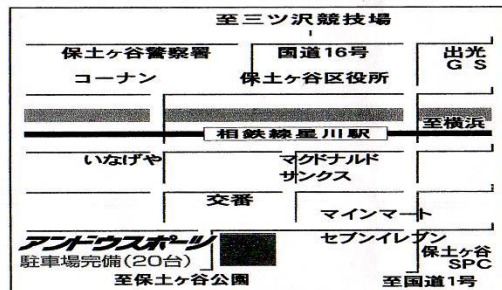 至三ツ沢競技場
保土ヶ谷警察署 国道16号 出光
GS
コーナン 保土ヶ谷区役所
至横浜
相鉄線星川駅
いなげや マクドナルド
サンクス
交番
マインマート
アンドウスポーツ セブンイレブン
保土ヶ谷
SPC
駐車場完備(20台)
至保土ヶ谷公園 至国道1号